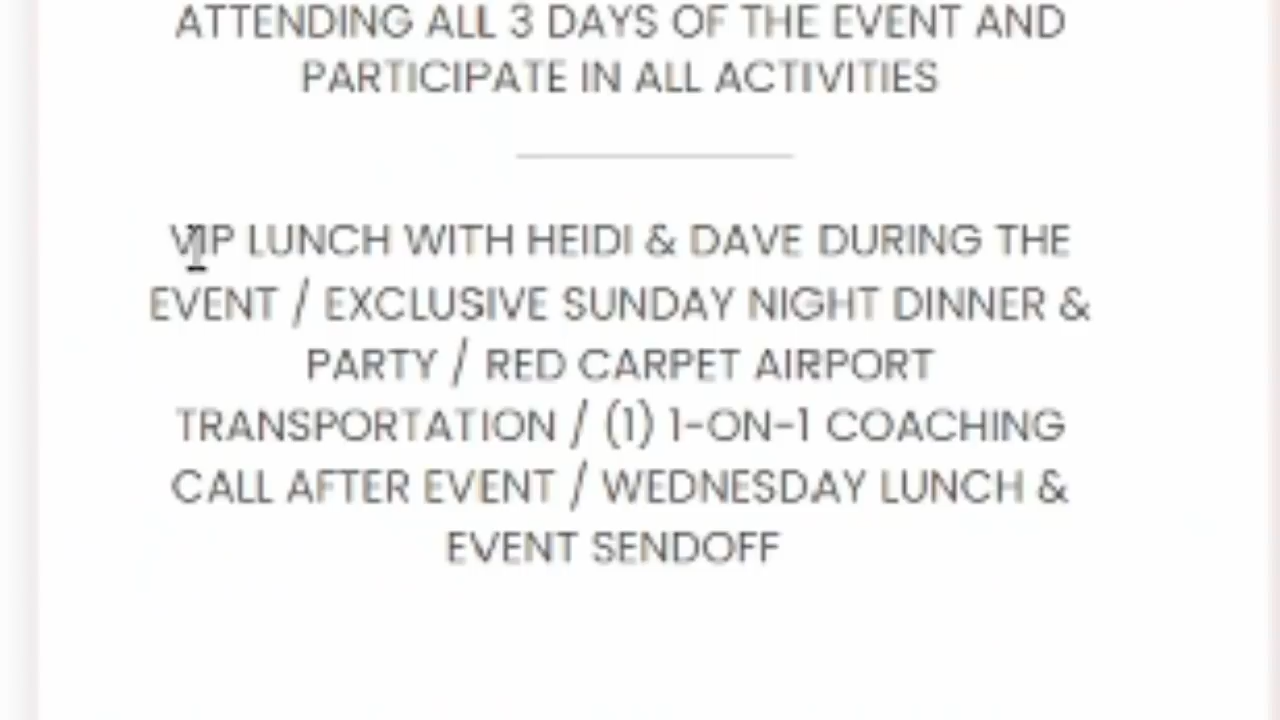 ATTENDING ALL 3 DAYS OF THE EVENT AND
PARTICIPATE IN ALL ACTIVITIES
VIP LUNCH WITH HEIDI & DAVE DURING THE
EVENT / EXCLUSIVE SUNDAY NIGHT DINNER &
PARTY / RED CARPET AIRPORT
TRANSPORTATION / (1) 1-ON-1 COACHING
CALL AFTER EVENT / WEDNESDAY LUNCH &
EVENT SENDOFF